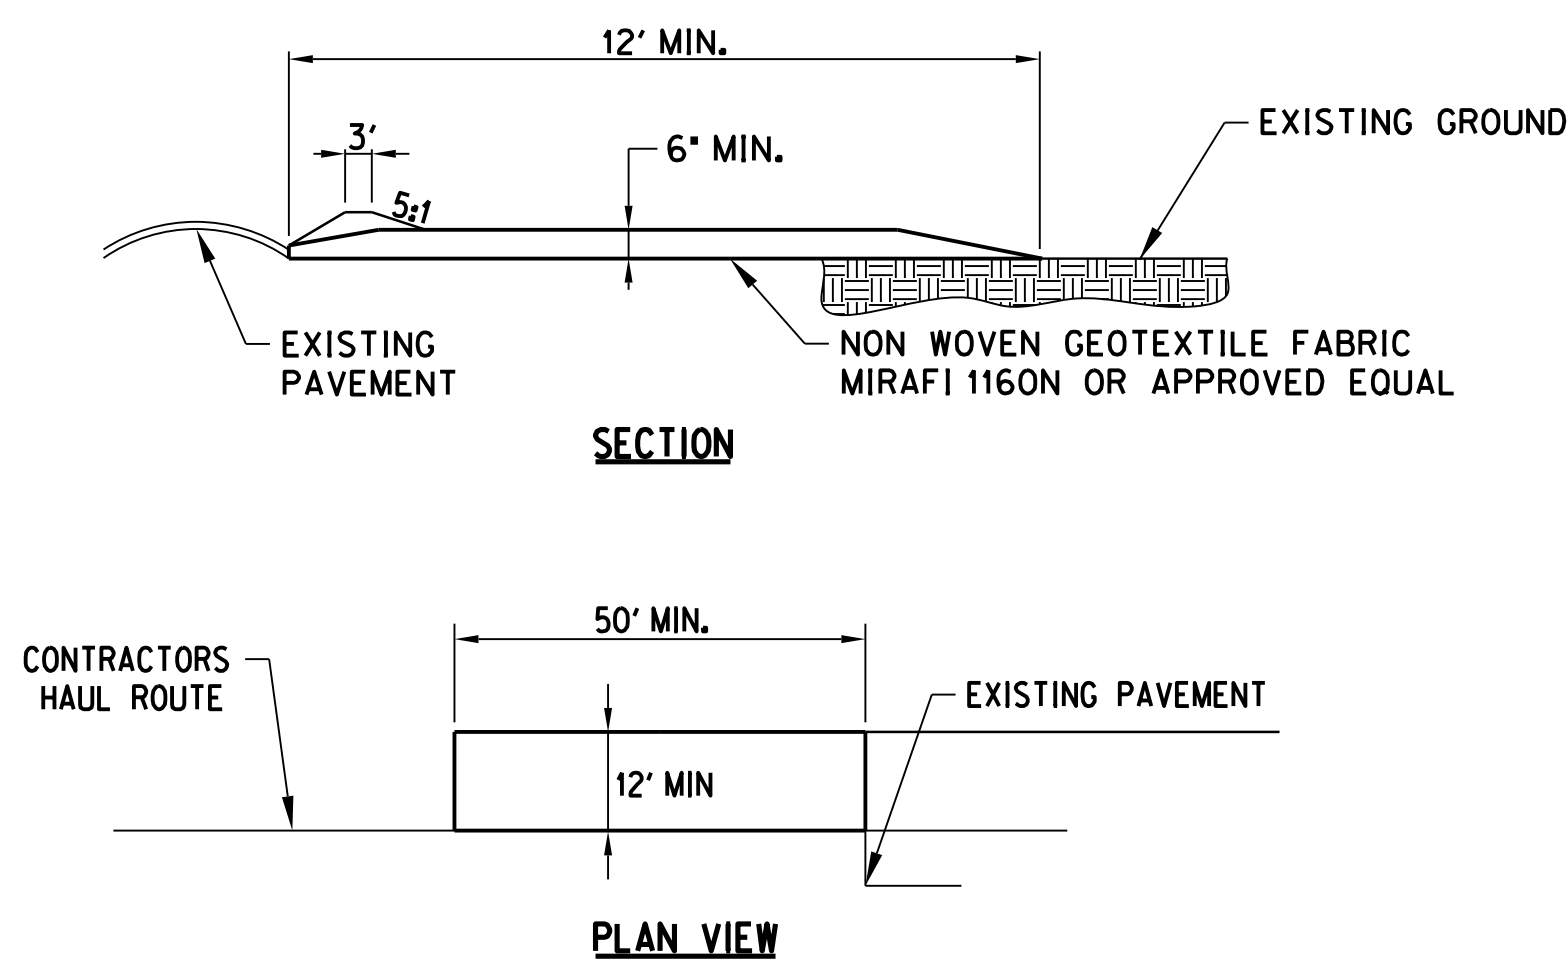 12' MIN.
3'
6" MIN.
EXISTING GROUND
5:1
EXISTING
PAVEMENT
NON WOVEN GEOTEXTILE FABRIC
MIRAFI 1160N OR APPROVED EQUAL
SECTION
50' MIN.
CONTRACTORS
HAUL ROUTE
EXISTING PAVEMENT
12' MIN
PLAN VIEW